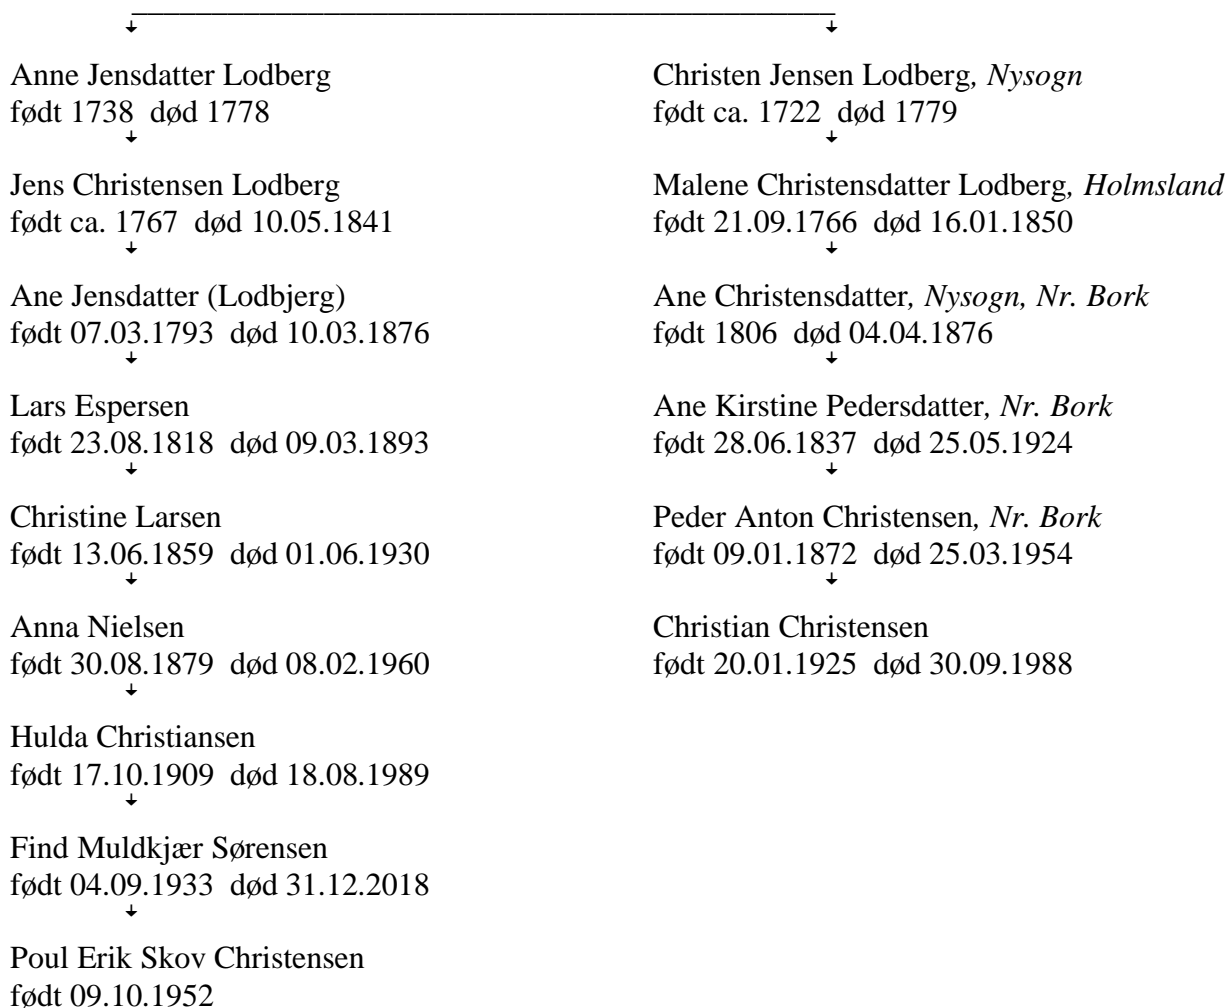 Anne Jensdatter Lodberg
født 1738 død 1778
Jens Christensen Lodberg
født ca. 1767 død 10.05.1841
Ane Jensdatter (Lodbjerg)
født 07.03.1793 død 10.03.1876
Lars Espersen
født 23.08.1818 død 09.03.1893
Christine Larsen
født 13.06.1859 død 01.06.1930
Anna Nielsen
født 30.08.1879 død 08.02.1960
Hulda Christiansen
født 17.10.1909 død 18.08.1989
Find Muldkjær Sørensen
født 04.09.1933 død 31.12.2018
Poul Erik Skov Christensen
født 09.10.1952
Christen Jensen Lodberg, Nysogn
født ca. 1722 død 1779
Malene Christensdatter Lodberg, Holmsland
født 21.09.1766 død 16.01.1850
Ane Christensdatter, Nysogn, Nr. Bork
født 1806 død 04.04.1876
Ane Kirstine Pedersdatter, Nr. Bork
født 28.06.1837 død 25.05.1924
Peder Anton Christensen, Nr. Bork
født 09.01.1872 død 25.03.1954
Christian Christensen
født 20.01.1925 død 30.09.1988